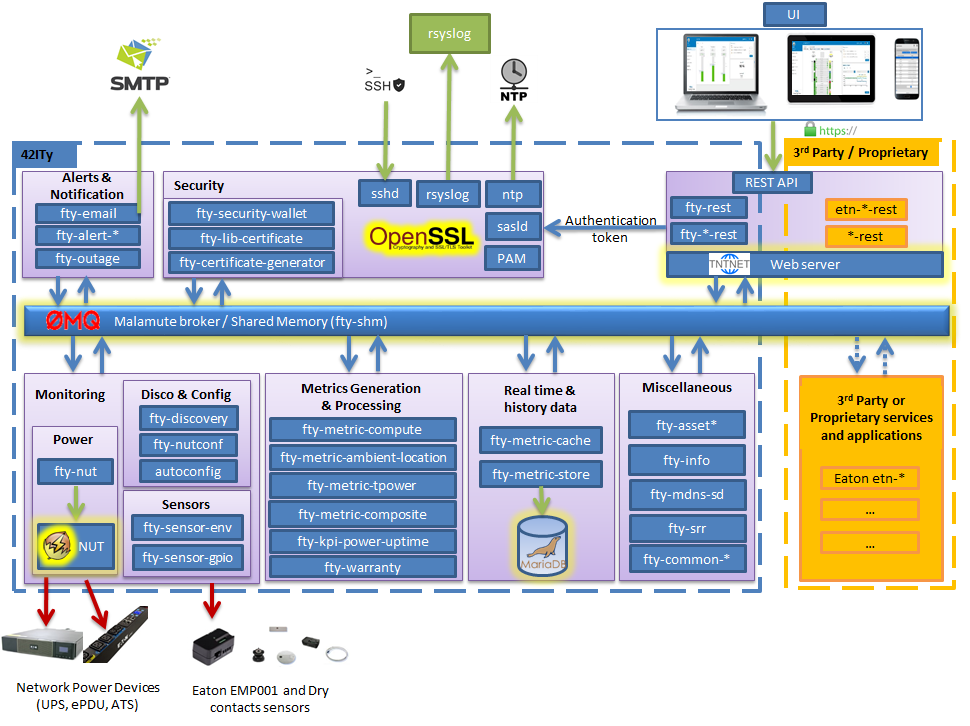 UI
rsyslog
SMTP
>_
SSH
NTP
https://
42ITy
3rd Party / Proprietary
Alerts &
Notification
fty-email
fty-alert-*
fty-outage
Security
fty-security-wallet
fty-lib-certificate
fty-certificate-generator
sshd
rsyslog
ntp
sasld
PAM
OpenSSL
Cryptography and SSL/TLS Toolkit
Authentication
token
REST API
fty-rest
fty-*-rest
etn-*-rest
*-rest
TNTNET
Web server
ØMQ
Malamute broker / Shared Memory (fty-shm)
Monitoring
Power
fty-nut
NUT
Disco & Config
fty-discovery
fty-nutconf
autoconfig
Sensors
fty-sensor-env
fty-sensor-gpio
Metrics Generation
& Processing
fty-metric-compute
fty-metric-ambient-location
fty-metric-tpower
fty-metric-composite
fty-kpi-power-uptime
fty-warranty
Real time &
history data
fty-metric-cache
fty-metric-store
MariaDB
Miscellaneous
fty-asset*
fty-info
fty-mdns-sd
fty-srr
fty-common-*
3rd Party or
Proprietary services
and applications
Eaton etn-*
...
...
Network Power Devices
(UPS, ePDU, ATS)
Eaton EMP001 and Dry
contacts sensors